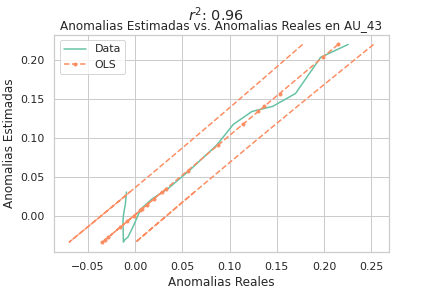 r²: 0.96
Anomalias Estimadas vs. Anomalias Reales en AU_43
Data
OLS
Anomalias Estimadas
0.20
0.15
0.10
0.05
0.00
−0.05 0.00 0.05 0.10 0.15 0.20 0.25
Anomalias Reales